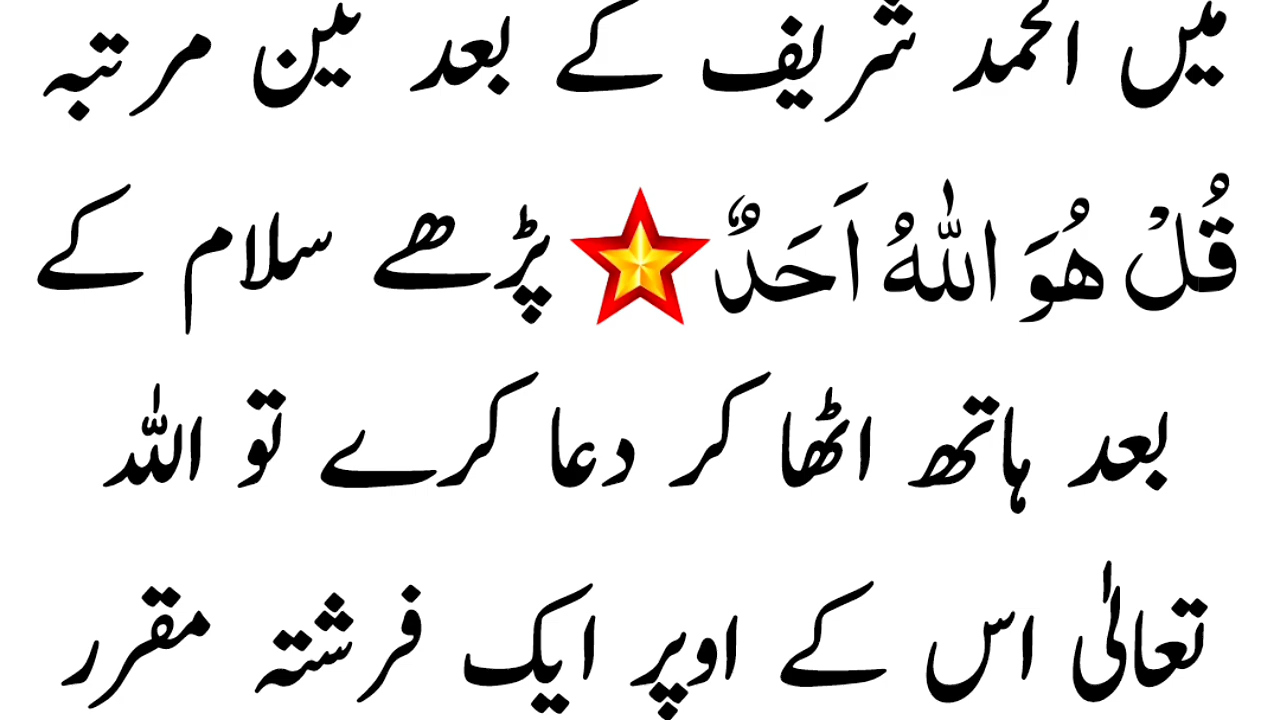 میں الحمد شریف کے بعد تین مرتبہ
قُلْ هُوَ اللّٰهُ اَحَدٌ پڑھے سلام کے
بعد ہاتھ اٹھا کر دعا کرے تو اللہ
تعالیٰ اس کے اوپر ایک فرشتہ مقرر